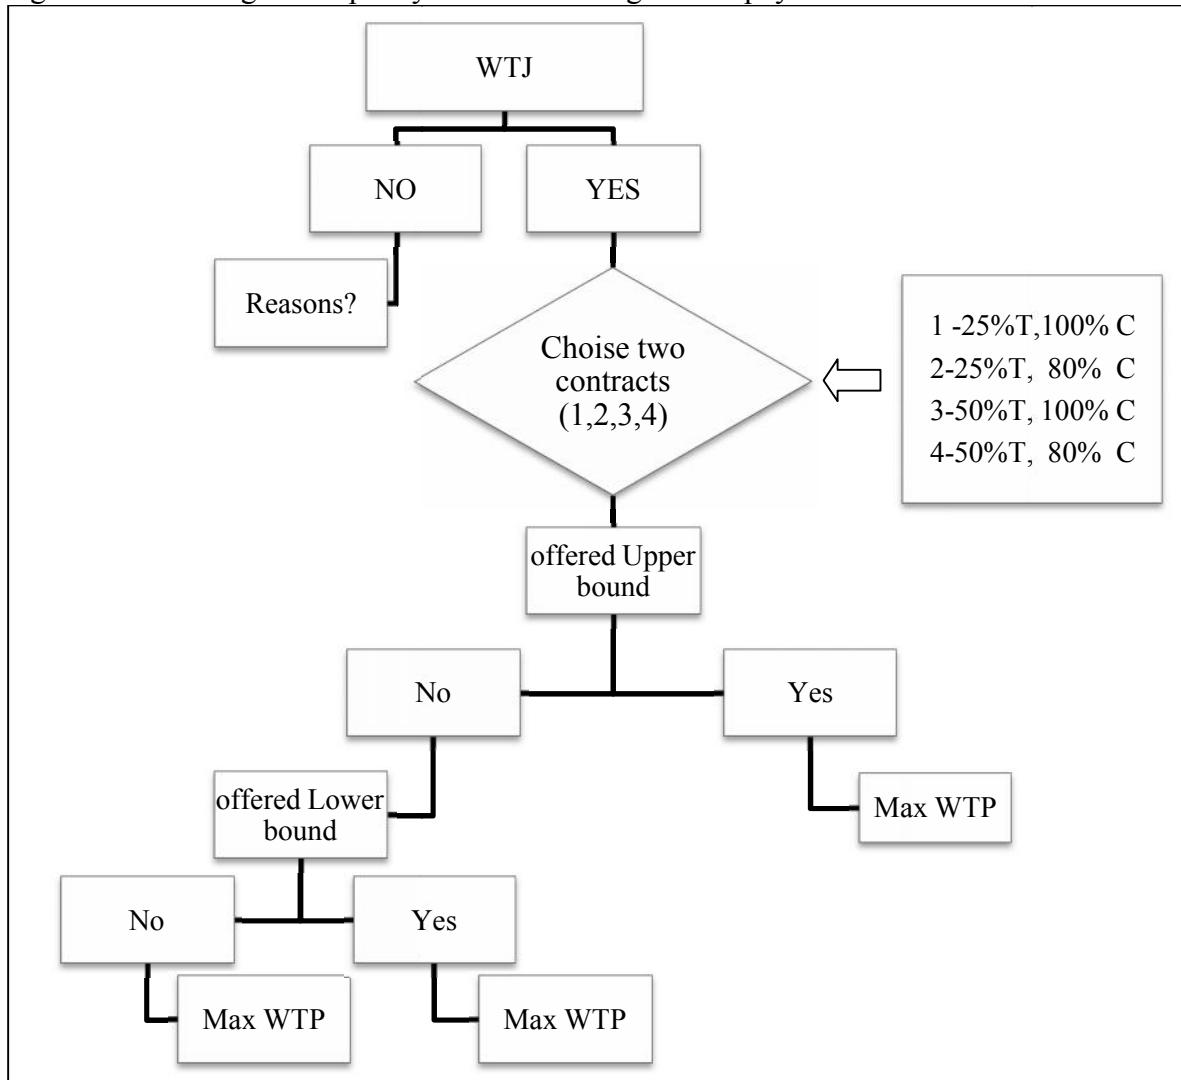 WTJ
NO
YES
Reasons?
Choise two
contracts
(1,2,3,4)
1 -25%T,100% C
2-25%T, 80% C
3-50%T, 100% C
4-50%T, 80% C
offered Upper
bound
No
Yes
offered Lower
bound
Max WTP
No
Yes
Max WTP
Max WTP